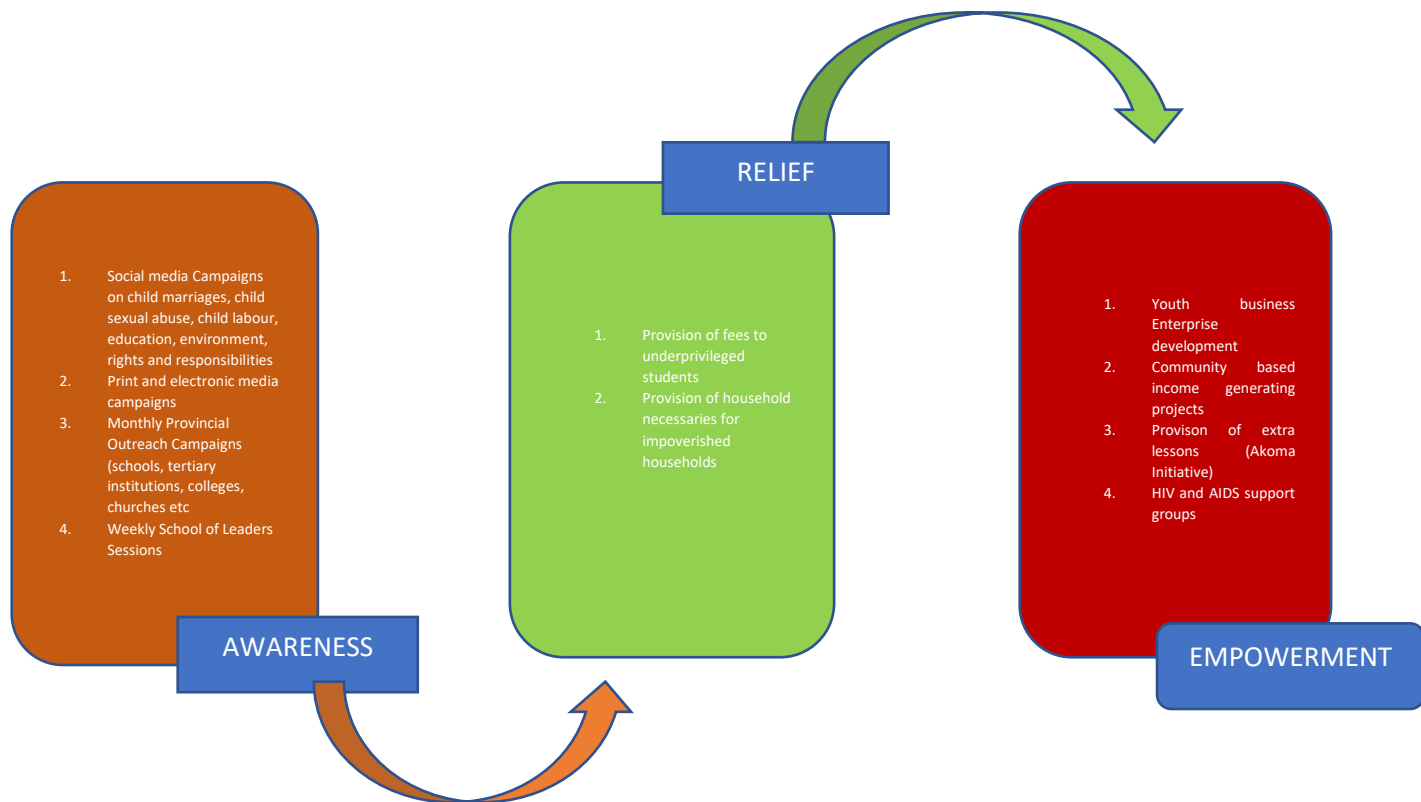 1. Social media Campaigns
on child marriages, child
sexual abuse, child labour,
education, environment,
rights and responsibilities
2. Print and electronic media
campaigns
3. Monthly Provincial
Outreach Campaigns
(schools, tertiary
institutions, colleges,
churches etc
4. Weekly School of Leaders
Sessions
AWARENESS
RELIEF
1. Provision of fees to
underprivileged
students
2. Provision of household
necessaries for
impoverished
households
1. Youth business
Enterprise
development
2. Community based
income generating
projects
3. Provison of extra
lessons (Akoma
Initiative)
4. HIV and AIDS support
groups
EMPOWERMENT